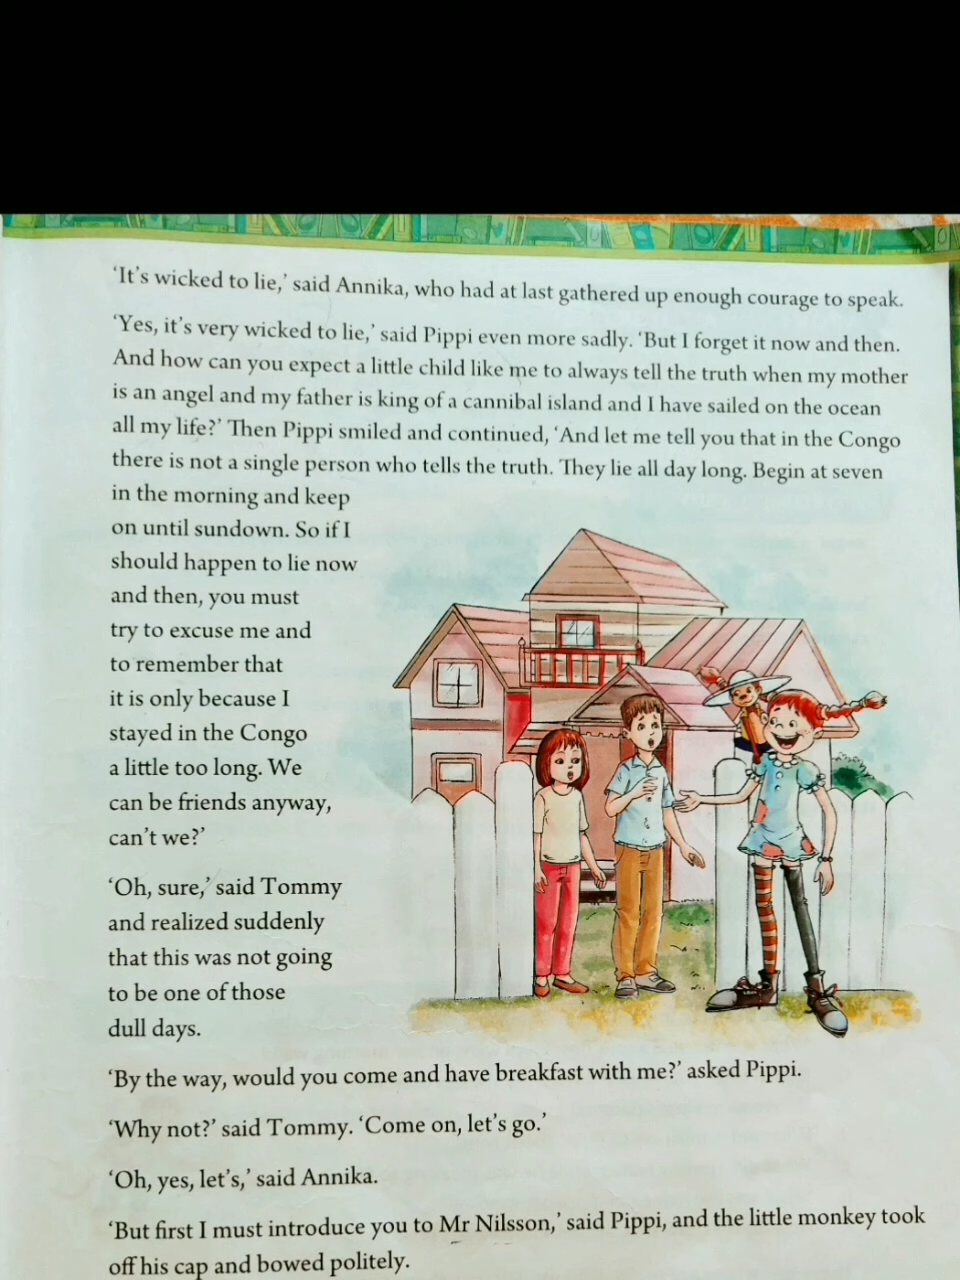 ‘It’s wicked to lie,’ said Annika, who had at last gathered up enough courage to speak.
‘Yes, it’s very wicked to lie,’ said Pippi even more sadly. ‘But I forget it now and then.
And how can you expect a little child like me to always tell the truth when my mother
is an angel and my father is king of a cannibal island and I have sailed on the ocean
all my life?’ Then Pippi smiled and continued, ‘And let me tell you that in the Congo
there is not a single person who tells the truth. They lie all day long. Begin at seven
in the morning and keep
on until sundown. So if I
should happen to lie now
and then, you must
try to excuse me and
to remember that
it is only because I
stayed in the Congo
a little too long. We
can be friends anyway,
can’t we?’
‘Oh, sure,’ said Tommy
and realized suddenly
that this was not going
to be one of those
dull days.
‘By the way, would you come and have breakfast with me?’ asked Pippi.
‘Why not?’ said Tommy. ‘Come on, let’s go.’
‘Oh, yes, let’s,’ said Annika.
‘But first I must introduce you to Mr Nilsson,’ said Pippi, and the little monkey took
off his cap and bowed politely.